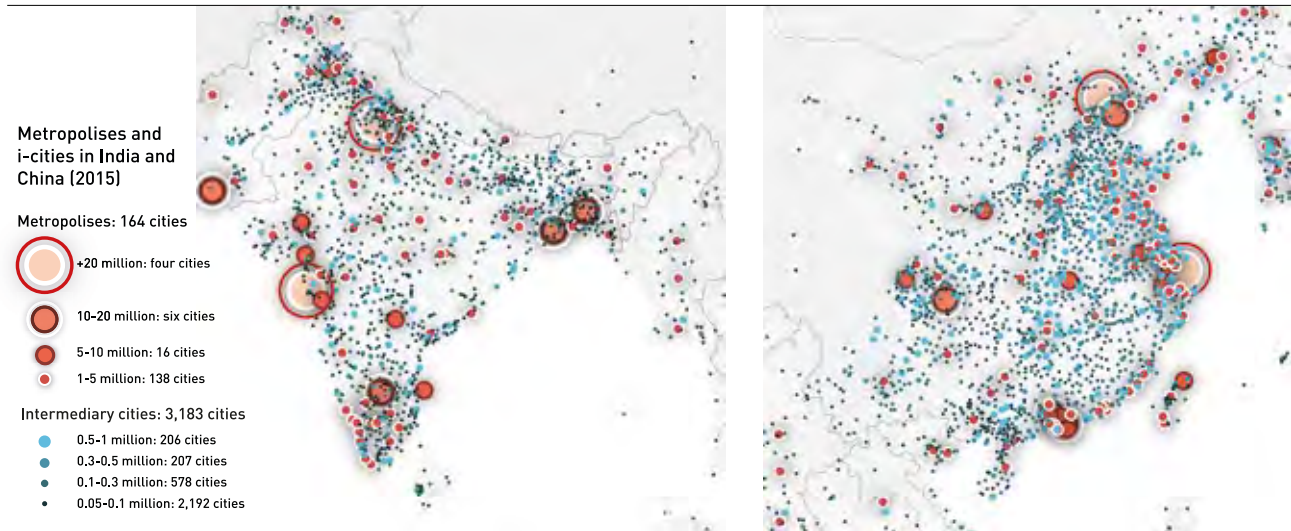 Metropolises and
i-cities in India and
China (2015)
Metropolises: 164 cities
+20 million: four cities
10-20 million: six cities
5-10 million: 16 cities
1-5 million: 138 cities
Intermediary cities: 3,183 cities
0.5-1 million: 206 cities
0.3-0.5 million: 207 cities
0.1-0.3 million: 578 cities
0.05-0.1 million: 2,192 cities